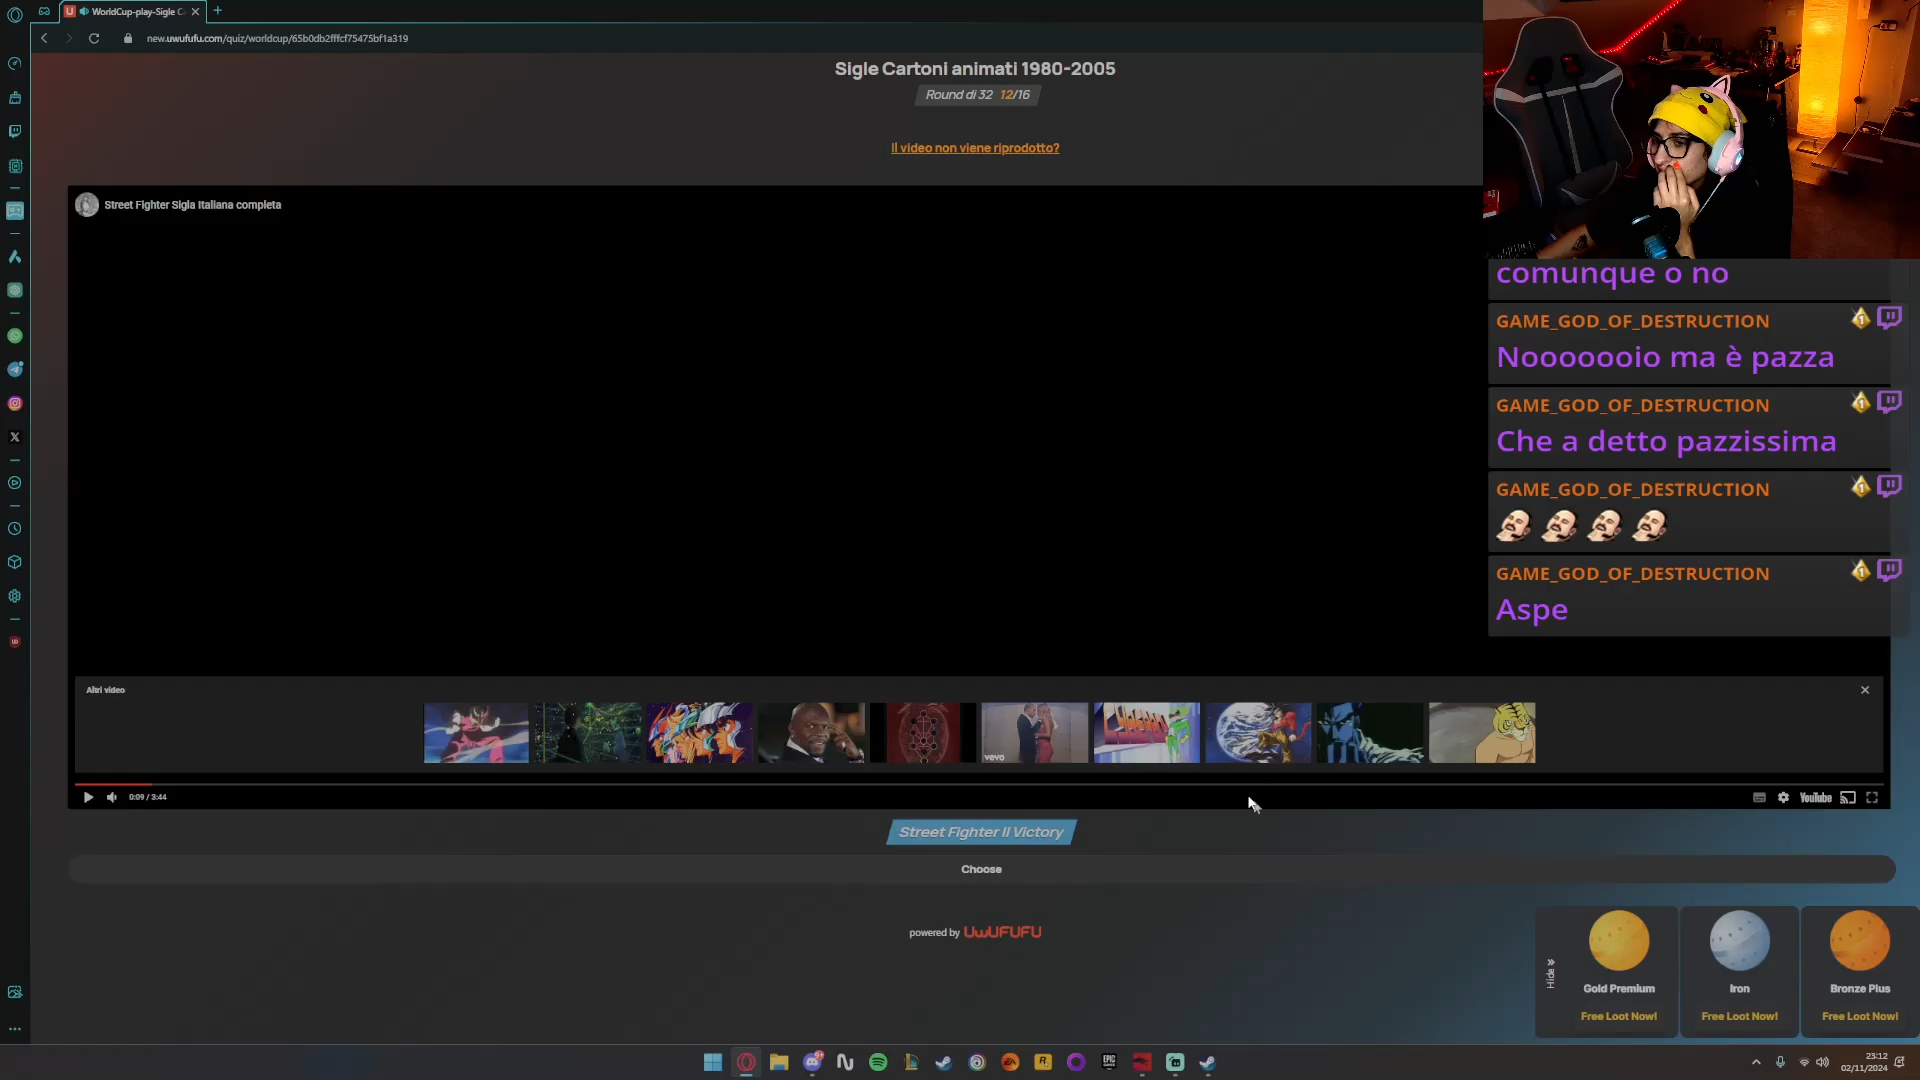 WorldCup-play-Sigle C
new.uwufufu.com/quiz/worldcup/65b0db2fffcf75475bf1a319
Sigle Cartoni animati 1980-2005
Round di 32 12/16
Il video non viene riprodotto?
Street Fighter Sigla Italiana completa
comunque o no
GAME_GOD_OF_DESTRUCTION
Nooooooio ma è pazza
GAME_GOD_OF_DESTRUCTION
Che a detto pazzissima
GAME_GOD_OF_DESTRUCTION
GAME_GOD_OF_DESTRUCTION
Aspe
Altri video
vevo
0:09 / 3:44
YouTube
Street Fighter II Victory
Choose
powered by UwUFUFU
Hide
Gold Premium
Free Loot Now!
Iron
Free Loot Now!
Bronze Plus
Free Loot Now!
23:12
02/11/2024